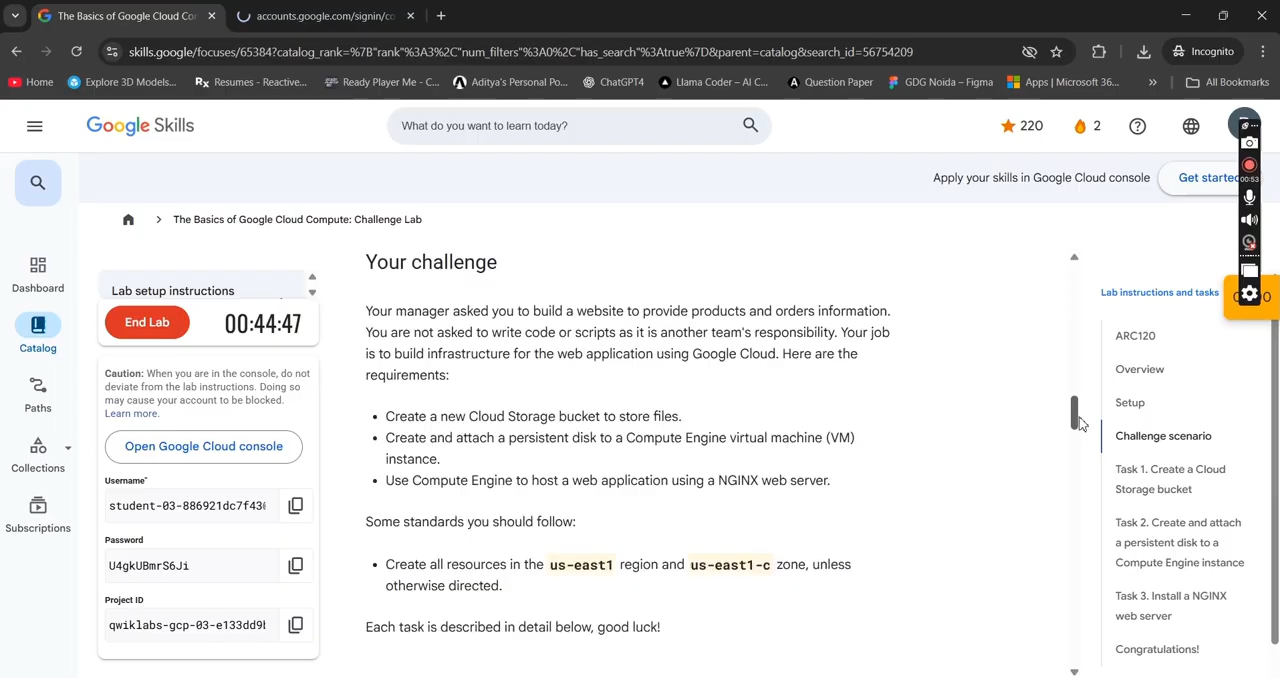 The Basics of Google Cloud Co
accounts.google.com/signin/co
skills.google/focuses/65384?catalog_rank=%7B"rank"%3A3%2C"num_filters"%3A0%2C"has_search"%3Atrue%7D&parent=catalog&search_id=56754209
Incognito
Home
Explore 3D Models...
Rx Resumes - Reactive...
Ready Player Me - C...
Aditya's Personal Po...
ChatGPT4
Llama Coder – AI C...
Question Paper
GDG Noida – Figma
Apps | Microsoft 36...
All Bookmarks
Google Skills
What do you want to learn today?
220
2
Apply your skills in Google Cloud console
Get started
00:53
The Basics of Google Cloud Compute: Challenge Lab
Dashboard
Catalog
Paths
Collections
Subscriptions
Lab setup instructions
End Lab
00:44:47
Caution: When you are in the console, do not
deviate from the lab instructions. Doing so
may cause your account to be blocked.
Learn more.
Open Google Cloud console
Username*
student-03-886921dc7f43
Password
U4gkUBmrS6Ji
Project ID
qwiklabs-gcp-03-e133dd9
Your challenge
Your manager asked you to build a website to provide products and orders information.
You are not asked to write code or scripts as it is another team's responsibility. Your job
is to build infrastructure for the web application using Google Cloud. Here are the
requirements:
• Create a new Cloud Storage bucket to store files.
• Create and attach a persistent disk to a Compute Engine virtual machine (VM)
instance.
• Use Compute Engine to host a web application using a NGINX web server.
Some standards you should follow:
• Create all resources in the us-east1 region and us-east1-c zone, unless
otherwise directed.
Each task is described in detail below, good luck!
Lab instructions and tasks
ARC120
Overview
Setup
Challenge scenario
Task 1. Create a Cloud
Storage bucket
Task 2. Create and attach
a persistent disk to a
Compute Engine instance
Task 3. Install a NGINX
web server
Congratulations!